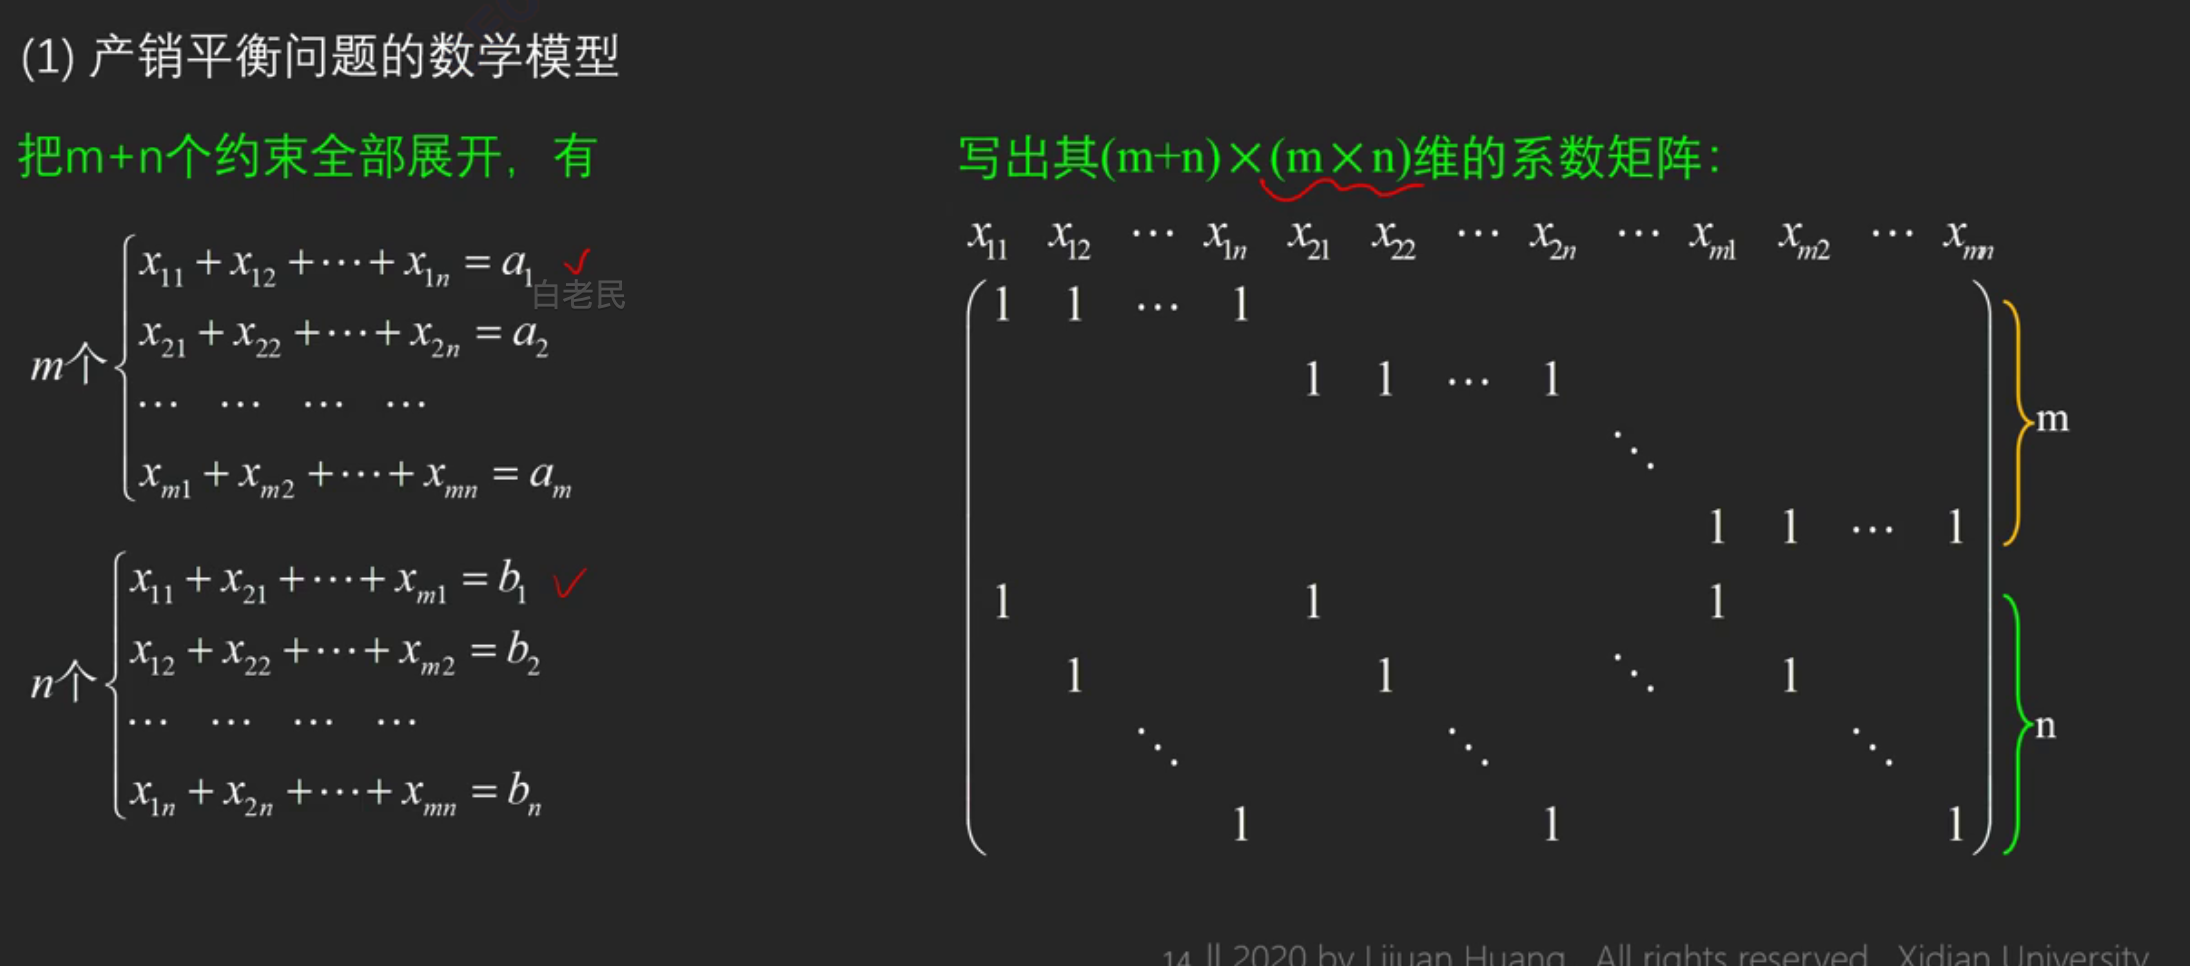 (1) 产销平衡问题的数学模型
把m+n个约束全部展开，有
m个
x₁₁ + x₁₂ + ⋯ + x₁ₙ = a₁
白老民
x₂₁ + x₂₂ + ⋯ + x₂ₙ = a₂
⋯ ⋯ ⋯ ⋯
xₘ₁ + xₘ₂ + ⋯ + xₘₙ = aₘ
n个
x₁₁ + x₂₁ + ⋯ + xₘ₁ = b₁
x₁₂ + x₂₂ + ⋯ + xₘ₂ = b₂
⋯ ⋯ ⋯ ⋯
x₁ₙ + x₂ₙ + ⋯ + xₘₙ = bₙ
写出其(m+n)×(m×n)维的系数矩阵：
x₁₁ x₁₂ ⋯ x₁ₙ x₂₁ x₂₂ ⋯ x₂ₙ ⋯ xₘ₁ xₘ₂ ⋯ xₘₙ
1 1 ⋯ 1
1 1 ⋯ 1
⋱
m
1 1 ⋯ 1
1 1 1
1 1 ⋱ 1
⋱ ⋱ ⋱
n
1 1 1
14 || 2020 by Lijuan Huang All rights reserved Xidian University